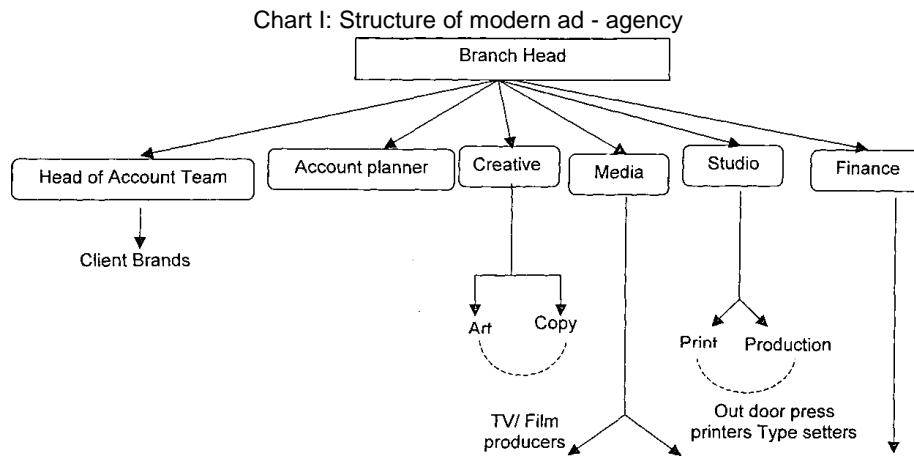 Chart I: Structure of modern ad - agency
Branch Head
Head of Account Team
Account planner
Creative
Media
Studio
Finance
Client Brands
Art
Copy
Print
Production
TV/ Film
producers
Out door press
printers Type setters